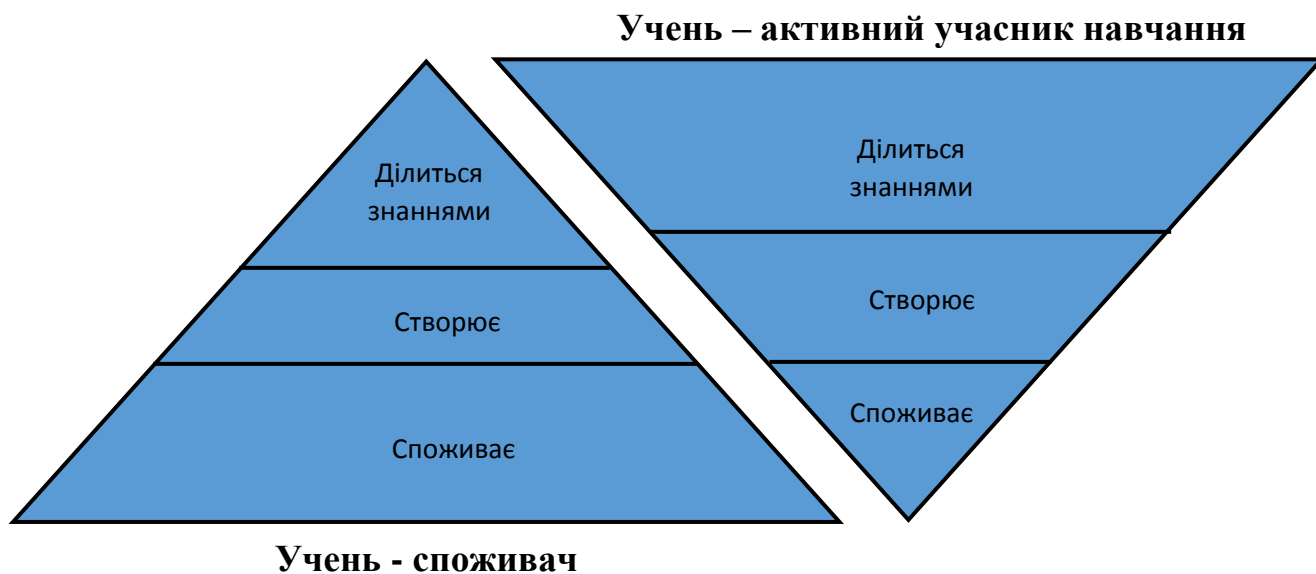 Учень – активний учасник навчання
Ділиться
знаннями
Створює
Споживає
Ділиться
знаннями
Створює
Споживає
Учень - споживач